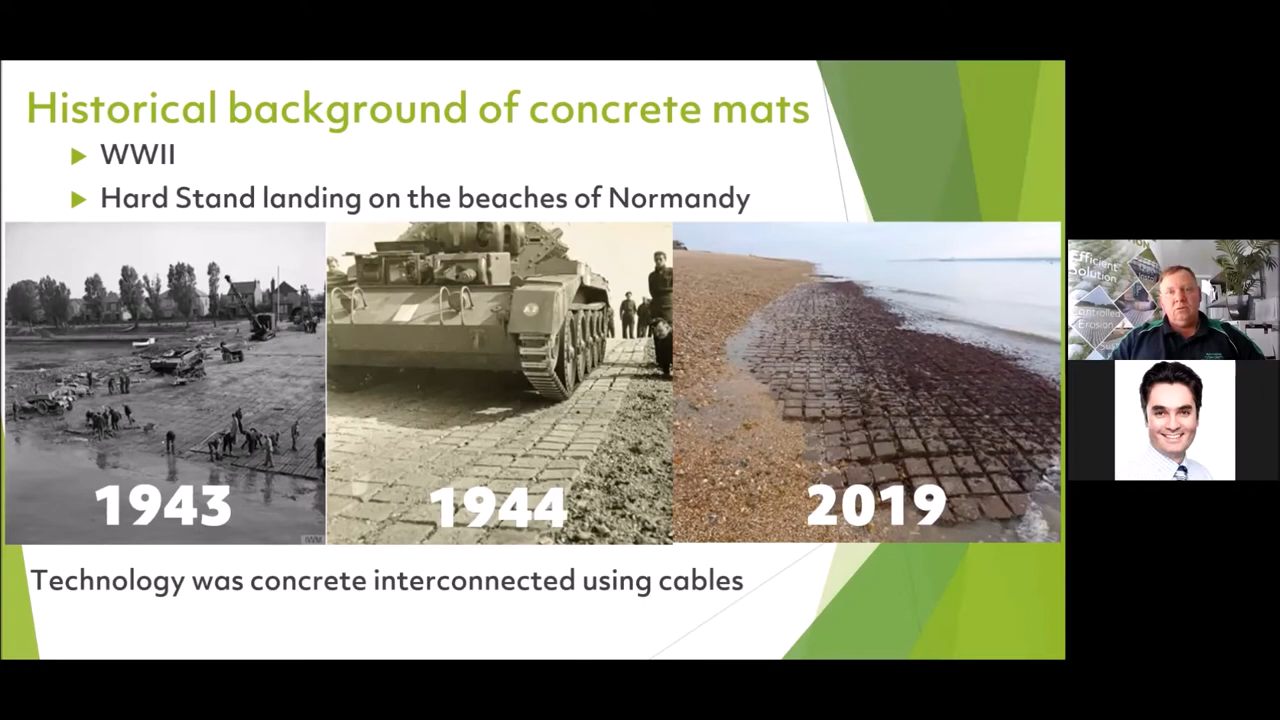 Historical background of concrete mats
WWII
Hard Stand landing on the beaches of Normandy
1943
1944
2019
IWM
Technology was concrete interconnected using cables
Efficient
Solution
Controlled
Erosion